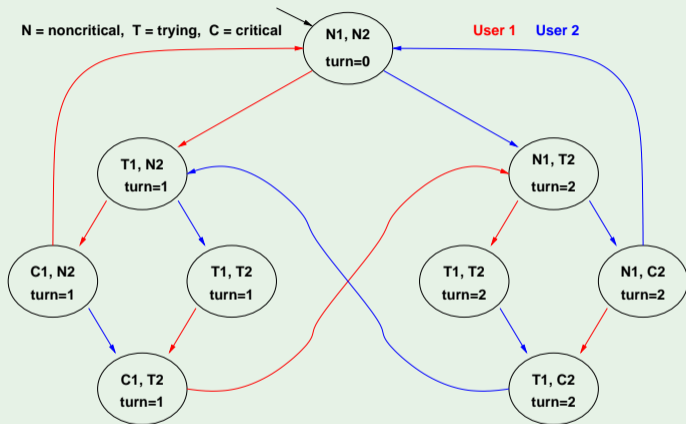 N = noncritical, T = trying, C = critical
User 1 User 2
N1, N2
turn=0
T1, N2
turn=1
N1, T2
turn=2
C1, N2
turn=1
T1, T2
turn=1
T1, T2
turn=2
N1, C2
turn=2
C1, T2
turn=1
T1, C2
turn=2